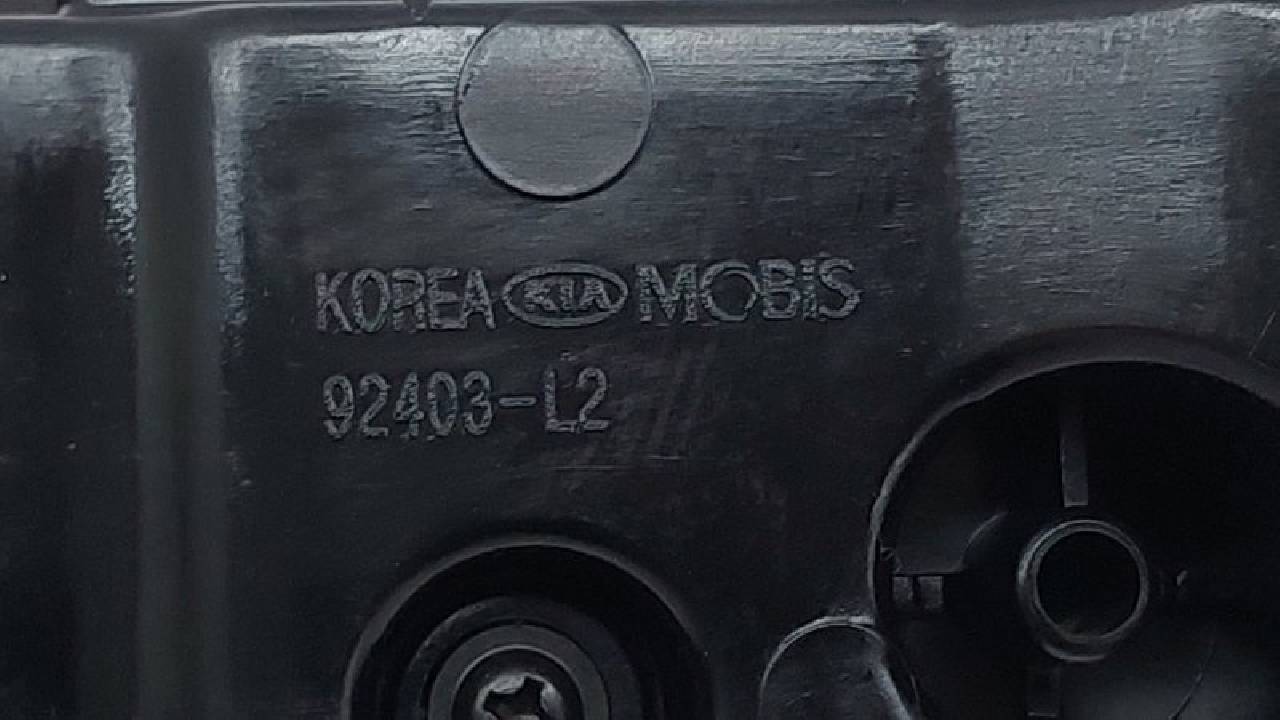 KOREA KIA MOBIS
92403-L2